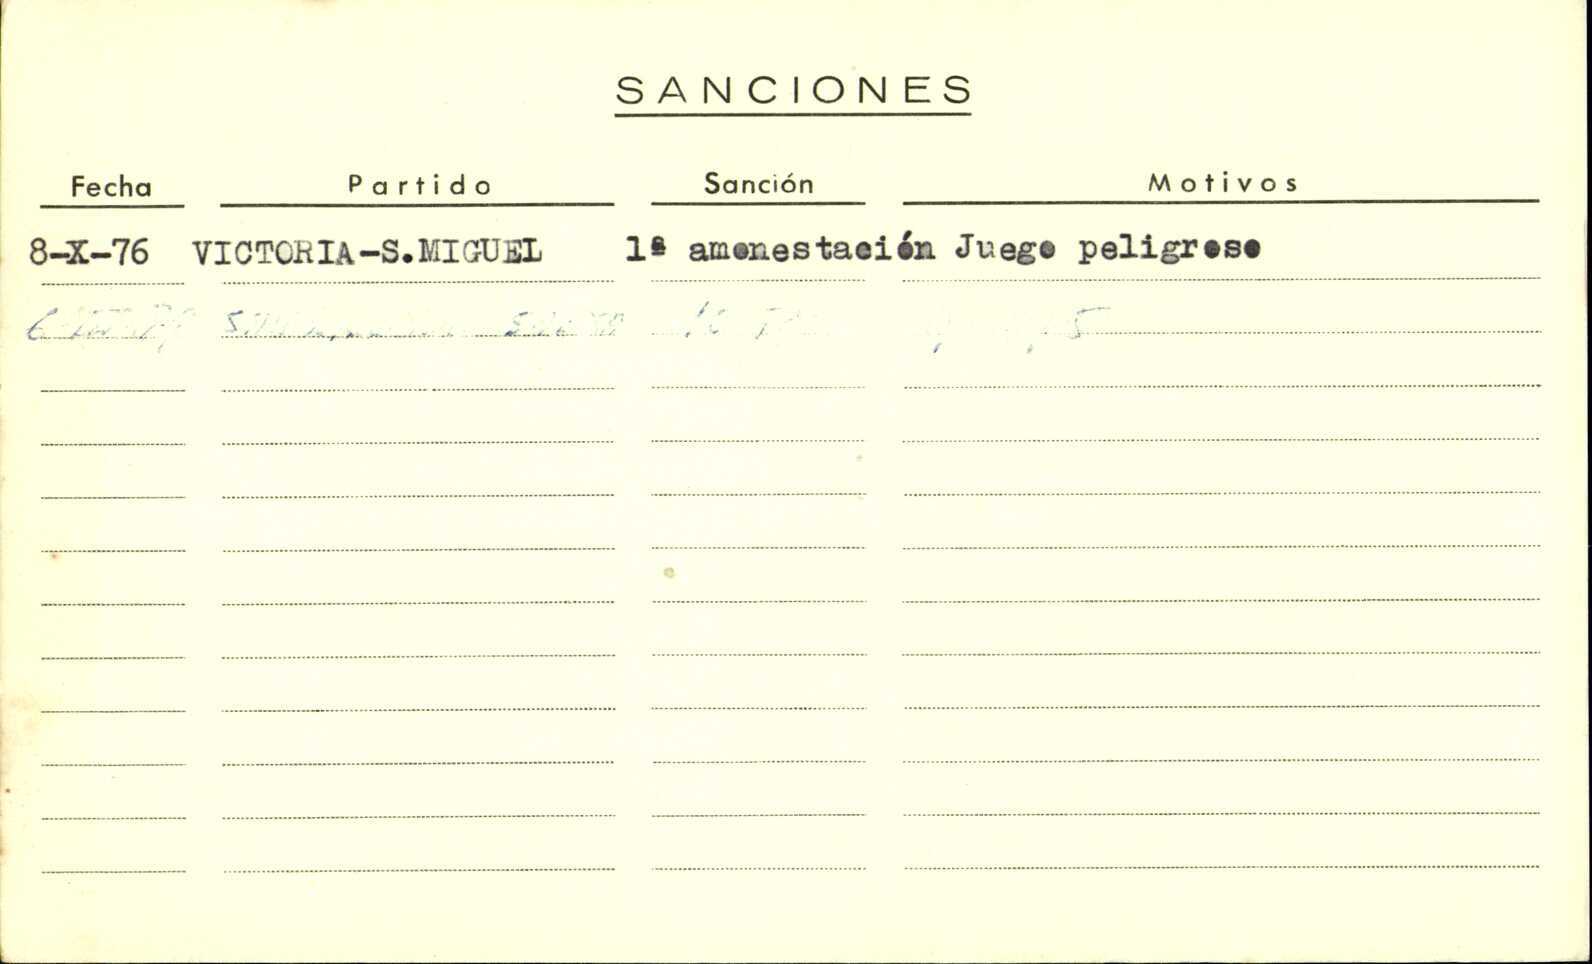 SANCIONES
Fecha Partido Sanción Motivos
8-X-76 VICTORIA-S.MIGUEL 1ª amonestación Juego peligroso